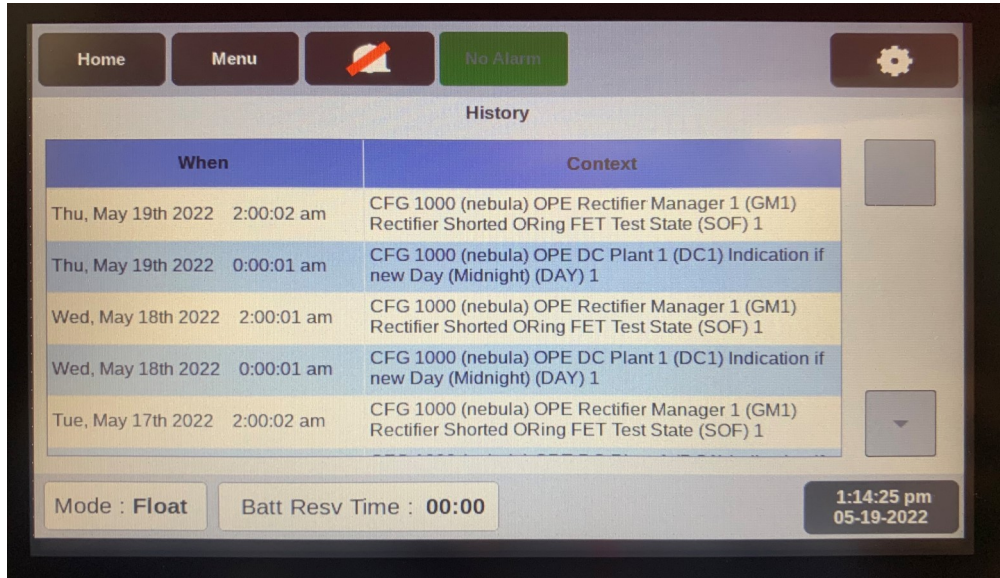 Home Menu No Alarm
History
When Context
Thu, May 19th 2022 2:00:02 am
CFG 1000 (nebula) OPE Rectifier Manager 1 (GM1)
Rectifier Shorted ORing FET Test State (SOF) 1
Thu, May 19th 2022 0:00:01 am
CFG 1000 (nebula) OPE DC Plant 1 (DC1) Indication if
new Day (Midnight) (DAY) 1
Wed, May 18th 2022 2:00:01 am
CFG 1000 (nebula) OPE Rectifier Manager 1 (GM1)
Rectifier Shorted ORing FET Test State (SOF) 1
Wed, May 18th 2022 0:00:01 am
CFG 1000 (nebula) OPE DC Plant 1 (DC1) Indication if
new Day (Midnight) (DAY) 1
Tue, May 17th 2022 2:00:02 am
CFG 1000 (nebula) OPE Rectifier Manager 1 (GM1)
Rectifier Shorted ORing FET Test State (SOF) 1
Mode : Float Batt Resv Time : 00:00
1:14:25 pm
05-19-2022